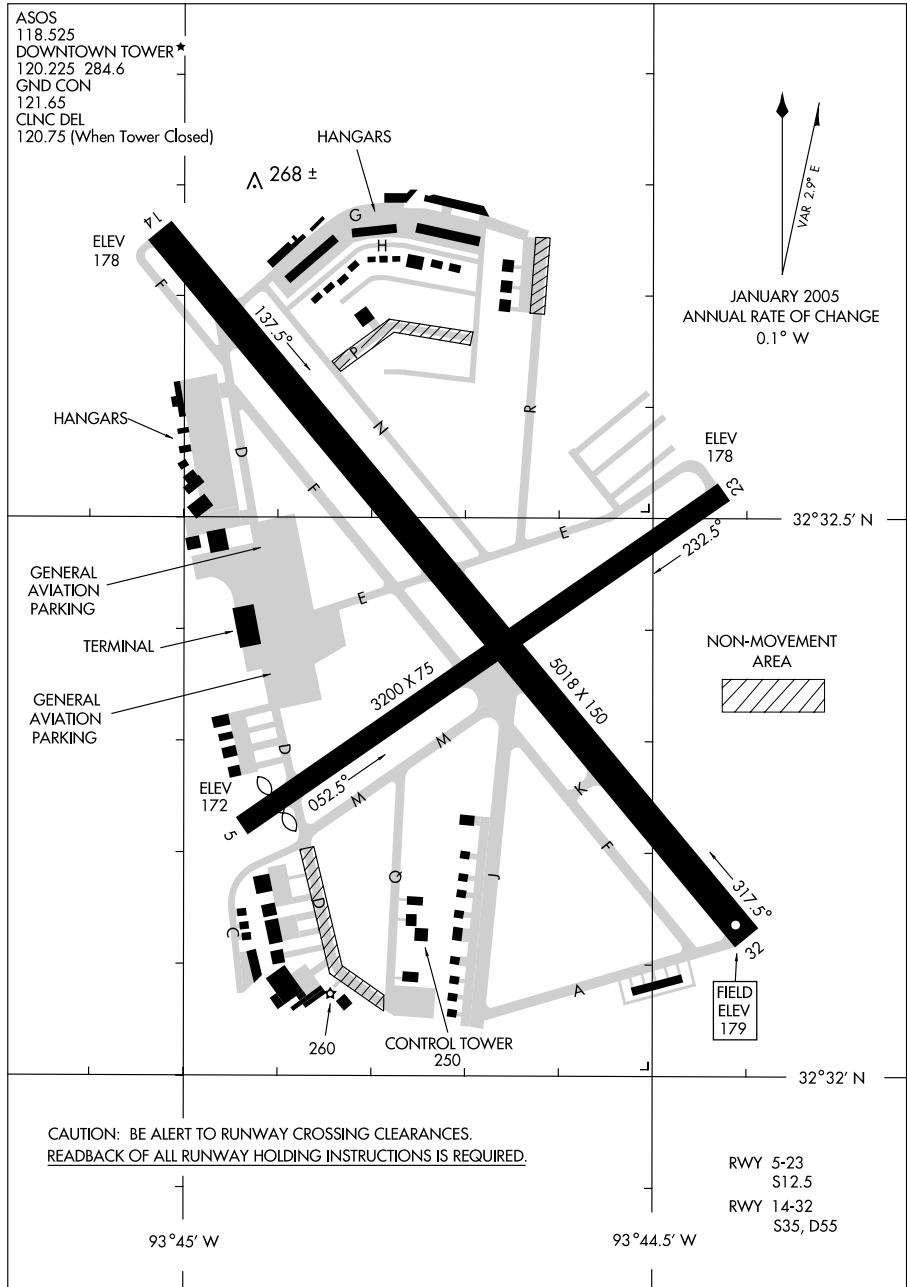 ASOS
118.525
DOWNTOWN TOWER★
120.225 284.6
GND CON
121.65
CLNC DEL
120.75 (When Tower Closed)
HANGARS
268 ±
VAR 2.9° E
JANUARY 2005
ANNUAL RATE OF CHANGE
0.1° W
14
ELEV
178
F
G
H
137.5°
P
N
R
HANGARS
D
F
ELEV
178
23
32°32.5' N
E
232.5°
GENERAL
AVIATION
PARKING
E
TERMINAL
NON-MOVEMENT
AREA
5018 X 150
3200 X 75
GENERAL
AVIATION
PARKING
D
M
ELEV
172
052.5°
M
K
5
F
Q
J
317.5°
D
C
32
A
FIELD
ELEV
179
260
CONTROL TOWER
250
32°32' N
CAUTION: BE ALERT TO RUNWAY CROSSING CLEARANCES.
READBACK OF ALL RUNWAY HOLDING INSTRUCTIONS IS REQUIRED.
RWY 5-23
S12.5
RWY 14-32
S35, D55
93°45' W
93°44.5' W